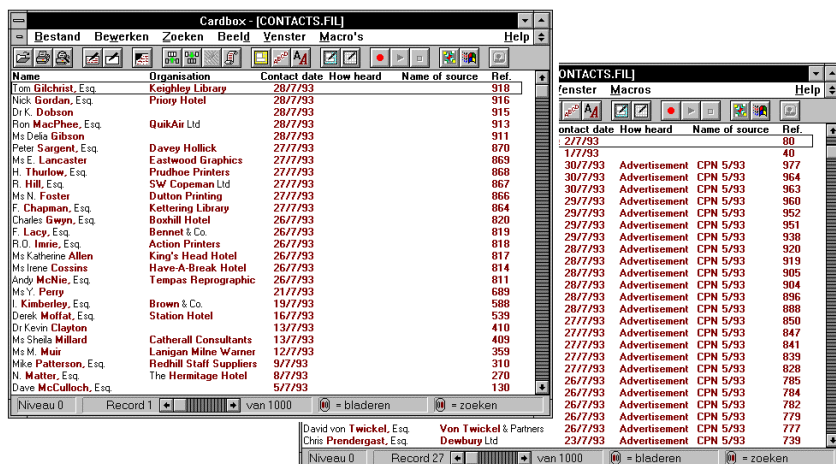 Cardbox - [CONTACTS.FIL]
Bestand Bewerken Zoeken Beeld Venster Macro's Help
Name Organisation Contact date How heard Name of source Ref.
Tom Gilchrist, Esq. Keighley Library 28/7/93 918
Nick Gordan, Esq. Priory Hotel 28/7/93 916
Dr K. Dobson 28/7/93 915
Ron MacPhee, Esq. QuikAir Ltd 28/7/93 913
Ms Delia Gibson 28/7/93 911
Peter Sargent, Esq. Davey Hollick 27/7/93 870
Ms E. Lancaster Eastwood Graphics 27/7/93 869
H. Thurlow, Esq. Prudhoe Printers 27/7/93 868
R. Hill, Esq. SW Copeman Ltd 27/7/93 867
Ms N. Foster Dutton Printing 27/7/93 866
F. Chapman, Esq. Kettering Library 27/7/93 864
Charles Gwyn, Esq. Boxhill Hotel 26/7/93 820
F. Lacy, Esq. Bennet & Co. 26/7/93 819
R.O. Imrie, Esq. Action Printers 26/7/93 818
Ms Katherine Allen King's Head Hotel 26/7/93 817
Ms Irene Cossins Have-A-Break Hotel 26/7/93 814
Andy McNie, Esq. Tempas Reprographic 26/7/93 811
Ms Y. Perry 21/7/93 689
I. Kimberley, Esq. Brown & Co. 19/7/93 588
Derek Moffat, Esq. Station Hotel 16/7/93 539
Dr Kevin Clayton 13/7/93 410
Ms Sheila Millard Catherall Consultants 13/7/93 409
Ms M. Muir Lanigan Milne Warner 12/7/93 359
Mike Patterson, Esq. Redhill Staff Suppliers 9/7/93 310
N. Matter, Esq. The Hermitage Hotel 8/7/93 270
Dave McCulloch, Esq. 5/7/93 130
Niveau 0 Record 1 van 1000 = bladeren = zoeken
ONTACTS.FIL]
Venster Macros Help
ontact date How heard Name of source Ref.
2/7/93 80
1/7/93 40
30/7/93 Advertisement CPN 5/93 977
30/7/93 Advertisement CPN 5/93 964
30/7/93 Advertisement CPN 5/93 963
29/7/93 Advertisement CPN 5/93 960
29/7/93 Advertisement CPN 5/93 952
29/7/93 Advertisement CPN 5/93 951
29/7/93 Advertisement CPN 5/93 938
28/7/93 Advertisement CPN 5/93 920
28/7/93 Advertisement CPN 5/93 919
28/7/93 Advertisement CPN 5/93 905
28/7/93 Advertisement CPN 5/93 904
28/7/93 Advertisement CPN 5/93 896
28/7/93 Advertisement CPN 5/93 888
27/7/93 Advertisement CPN 5/93 850
27/7/93 Advertisement CPN 5/93 847
27/7/93 Advertisement CPN 5/93 841
27/7/93 Advertisement CPN 5/93 839
27/7/93 Advertisement CPN 5/93 828
26/7/93 Advertisement CPN 5/93 785
26/7/93 Advertisement CPN 5/93 784
26/7/93 Advertisement CPN 5/93 782
26/7/93 Advertisement CPN 5/93 779
David von Twickel, Esq. Von Twickel & Partners 26/7/93 Advertisement CPN 5/93 777
Chris Prendergast, Esq. Dewbury Ltd 23/7/93 Advertisement CPN 5/93 739
Niveau 0 Record 27 van 1000 = bladeren = zoeken